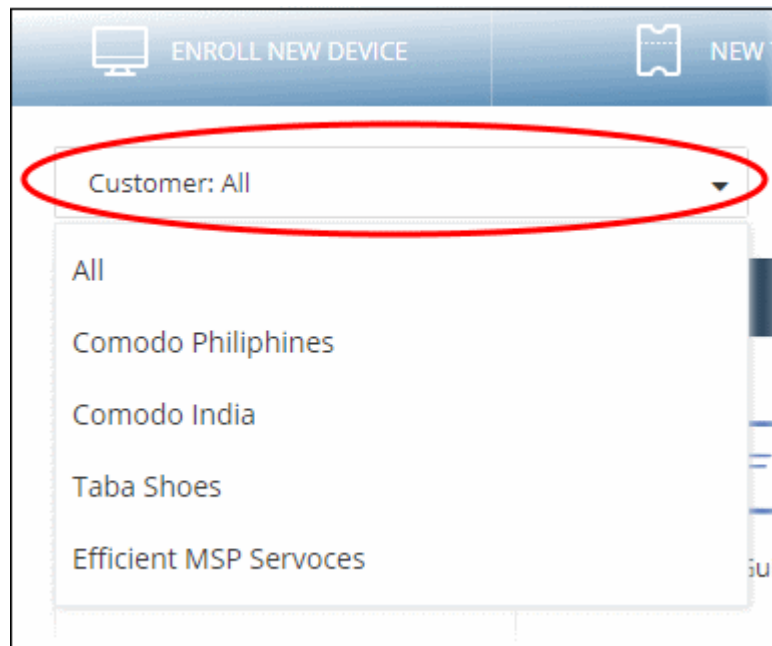 ENROLL NEW DEVICE
NEW
Customer: All
All
Comodo Philiphines
Comodo India
Taba Shoes
Efficient MSP Servoces